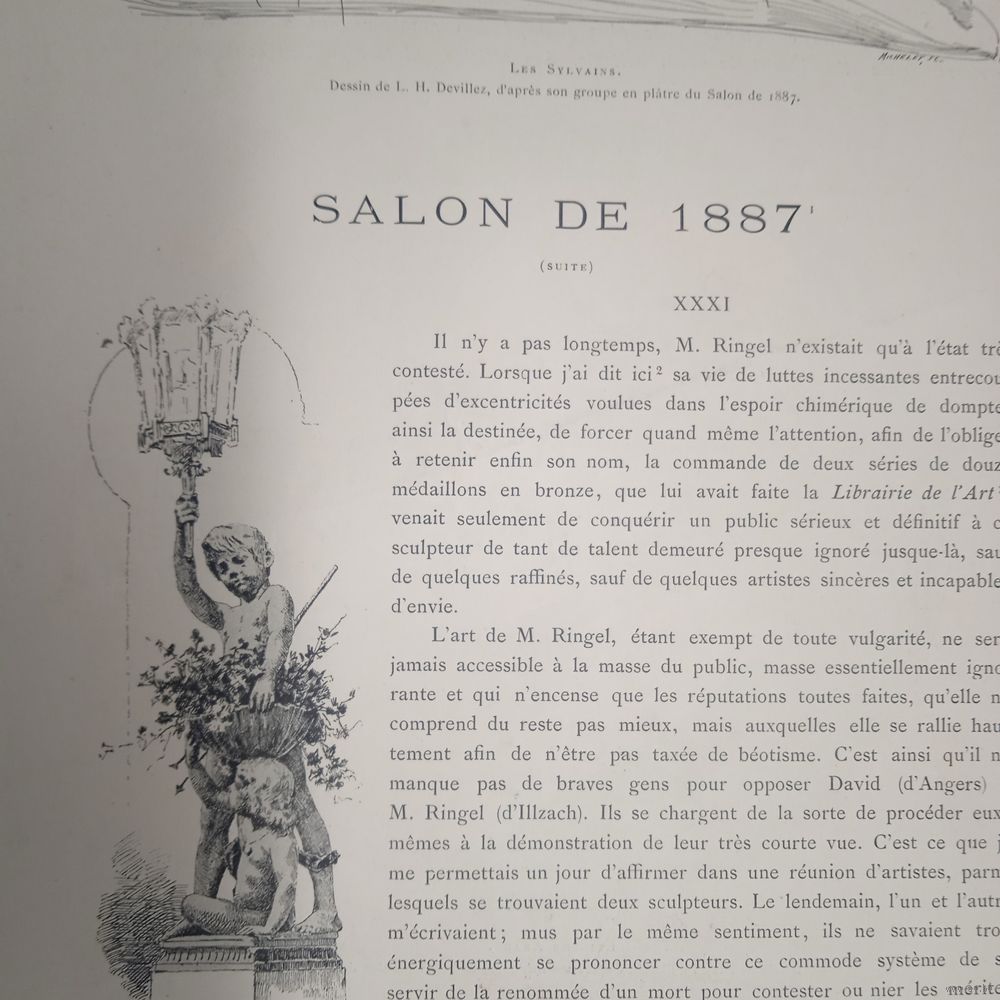 LES SYLVAINS.
Dessin de L. H. Devillez, d'après son groupe en plâtre du Salon de 1887.
SALON DE 1887¹
(SUITE)
XXXI
Il n'y a pas longtemps, M. Ringel n'existait qu'à l'état trè
contesté. Lorsque j'ai dit ici² sa vie de luttes incessantes entrecou
pées d'excentricités voulues dans l'espoir chimérique de dompte
ainsi la destinée, de forcer quand même l'attention, afin de l'oblige
à retenir enfin son nom, la commande de deux séries de douz
médaillons en bronze, que lui avait faite la Librairie de l'Art
venait seulement de conquérir un public sérieux et définitif à c
sculpteur de tant de talent demeuré presque ignoré jusque-là, sau
de quelques raffinés, sauf de quelques artistes sincères et incapable
d'envie.
L'art de M. Ringel, étant exempt de toute vulgarité, ne ser
jamais accessible à la masse du public, masse essentiellement igno
rante et qui n'encense que les réputations toutes faites, qu'elle n
comprend du reste pas mieux, mais auxquelles elle se rallie hau
tement afin de n'être pas taxée de béotisme. C'est ainsi qu'il n
manque pas de braves gens pour opposer David (d'Angers)
M. Ringel (d'Illzach). Ils se chargent de la sorte de procéder eux
mêmes à la démonstration de leur très courte vue. C'est ce que j
me permettais un jour d'affirmer dans une réunion d'artistes, parm
lesquels se trouvaient deux sculpteurs. Le lendemain, l'un et l'autr
m'écrivaient; mus par le même sentiment, ils ne savaient tro
énergiquement se prononcer contre ce commode système de s
servir de la renommée d'un mort pour contester ou nier les mérite